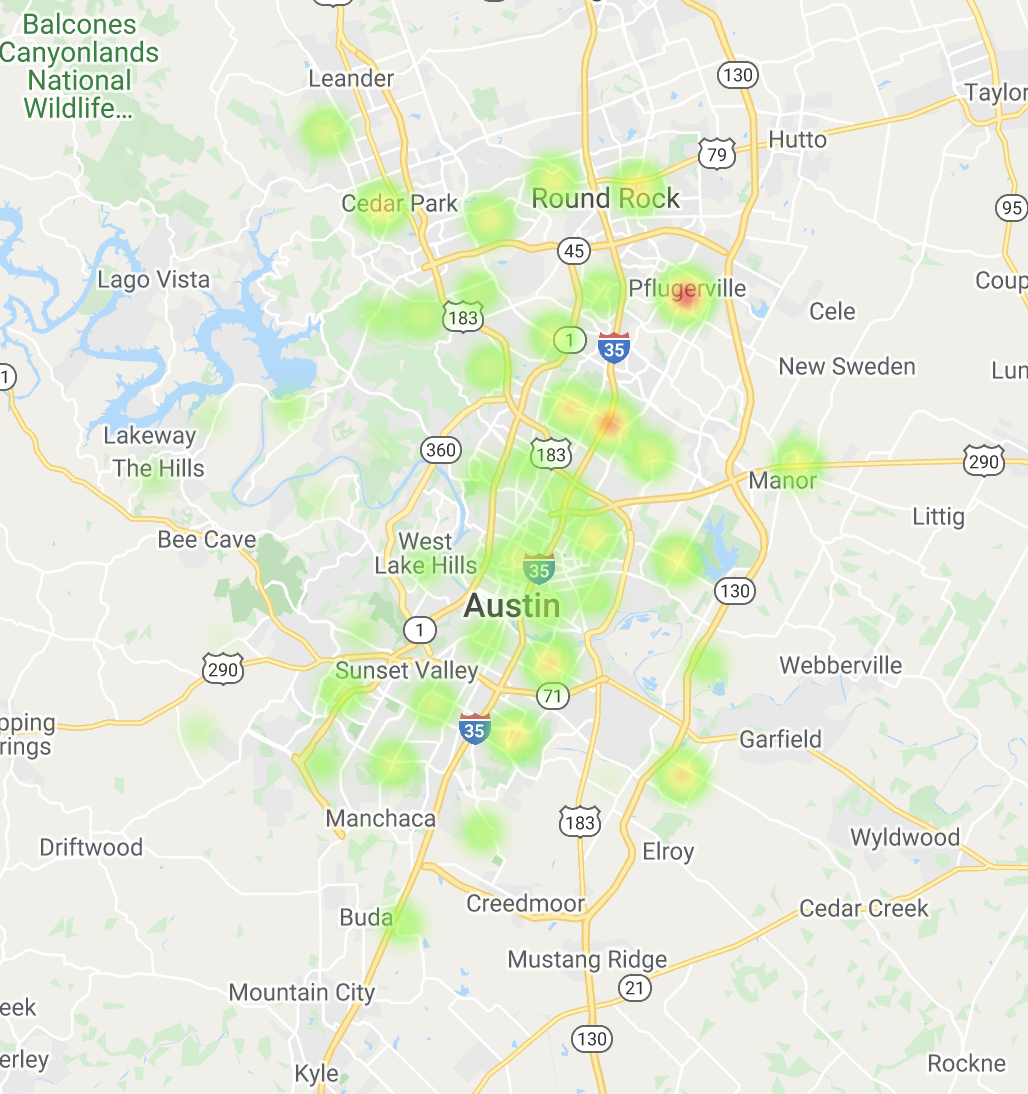 Balcones
Canyonlands
National
Wildlife...
Leander
130
Taylor
79
Hutto
Cedar Park
Round Rock
95
45
Lago Vista
Pflugerville
Coup
183
1
35
Cele
New Sweden
Lun
1
Lakeway
The Hills
360
183
290
Manor
Littig
Bee Cave
West
Lake Hills
35
130
Austin
1
290
Sunset Valley
Webberville
71
pping
rings
35
Garfield
Manchaca
183
Driftwood
Elroy
Wyldwood
Buda
Creedmoor
Cedar Creek
Mustang Ridge
21
Mountain City
eek
130
erley
Kyle
Rockne